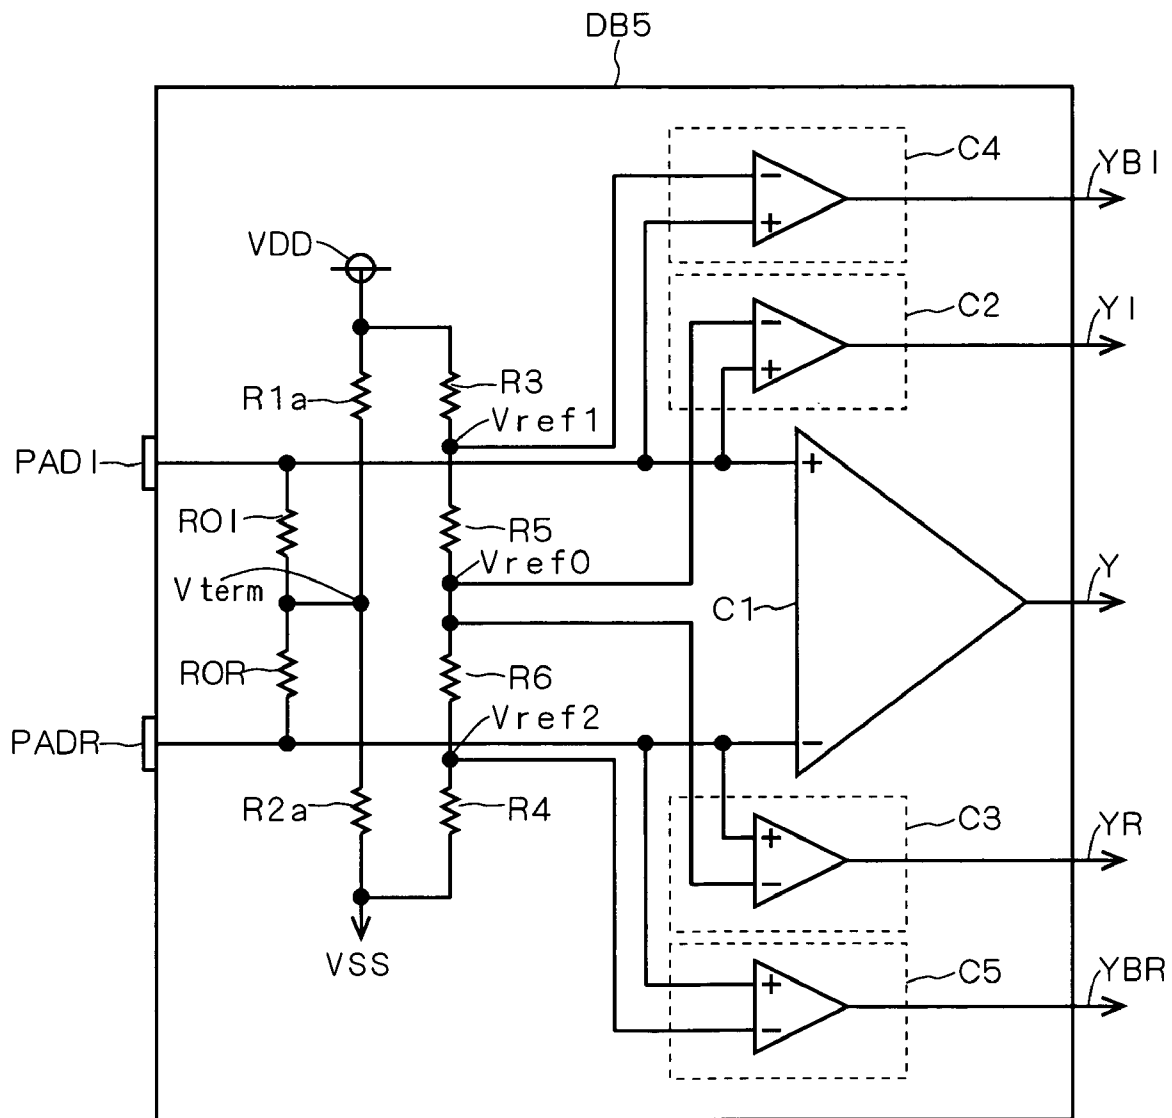 DB5
C4
YBI
VDD
C2
YI
R1a
R3
Vref1
PADI
+
ROI
R5
Vref0
Vterm
C1
Y
ROR
R6
Vref2
PADR
−
R2a
R4
C3
YR
VSS
C5
YBR
−
+
−
+
+
−
+
−